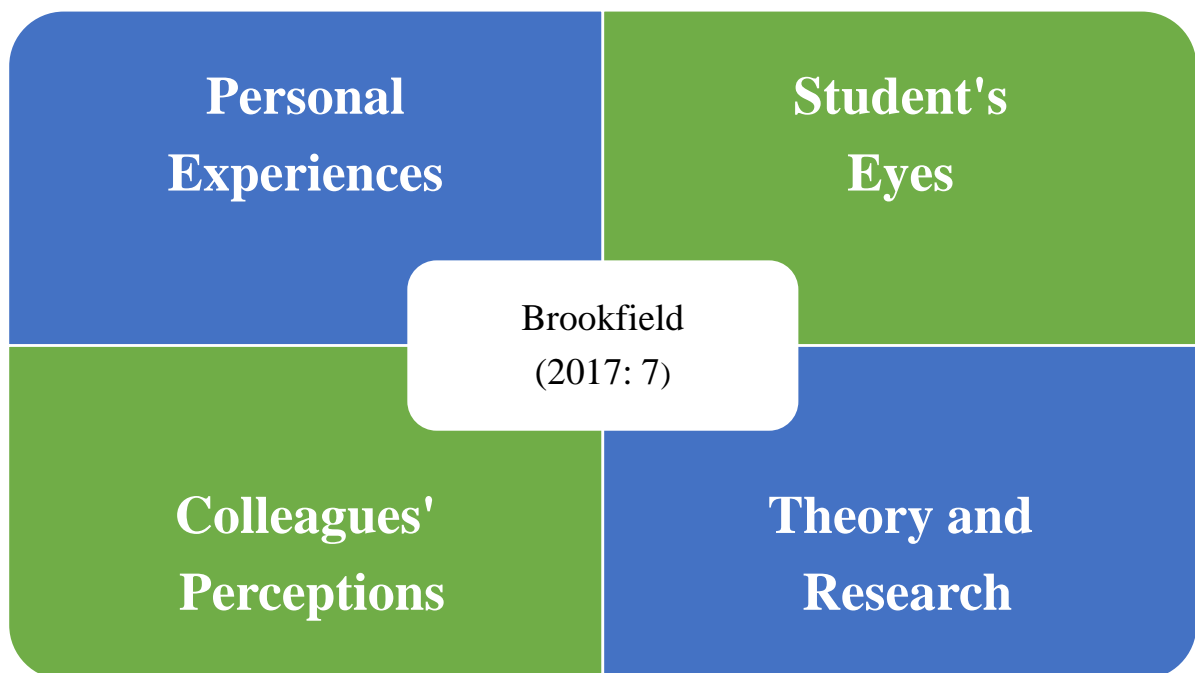 Personal
Experiences
Student's
Eyes
Brookfield
(2017: 7)
Colleagues'
Perceptions
Theory and
Research